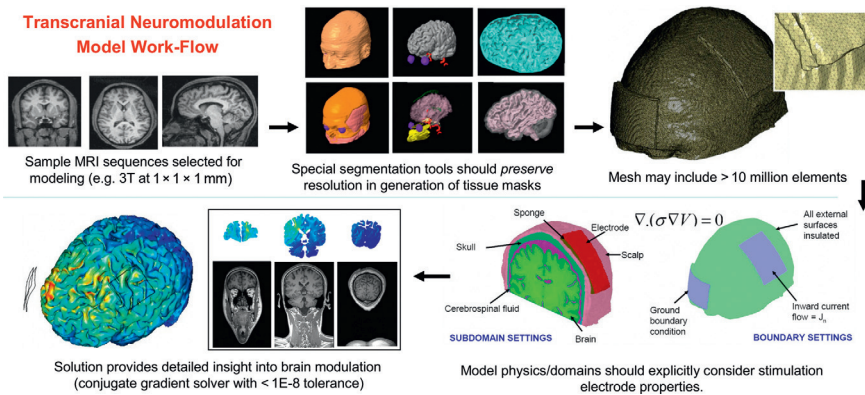 Transcranial Neuromodulation
Model Work-Flow
Sample MRI sequences selected for
modeling (e.g. 3T at 1 × 1 × 1 mm)
Special segmentation tools should preserve
resolution in generation of tissue masks
Mesh may include > 10 million elements
Solution provides detailed insight into brain modulation
(conjugate gradient solver with < 1E-8 tolerance)
Sponge
Electrode
Skull
Scalp
Cerebrospinal fluid
Brain
SUBDOMAIN SETTINGS
∇.(σ∇V) = 0
All external
surfaces
insulated
Ground
boundary
condition
Inward current
flow = Jn
BOUNDARY SETTINGS
Model physics/domains should explicitly consider stimulation
electrode properties.